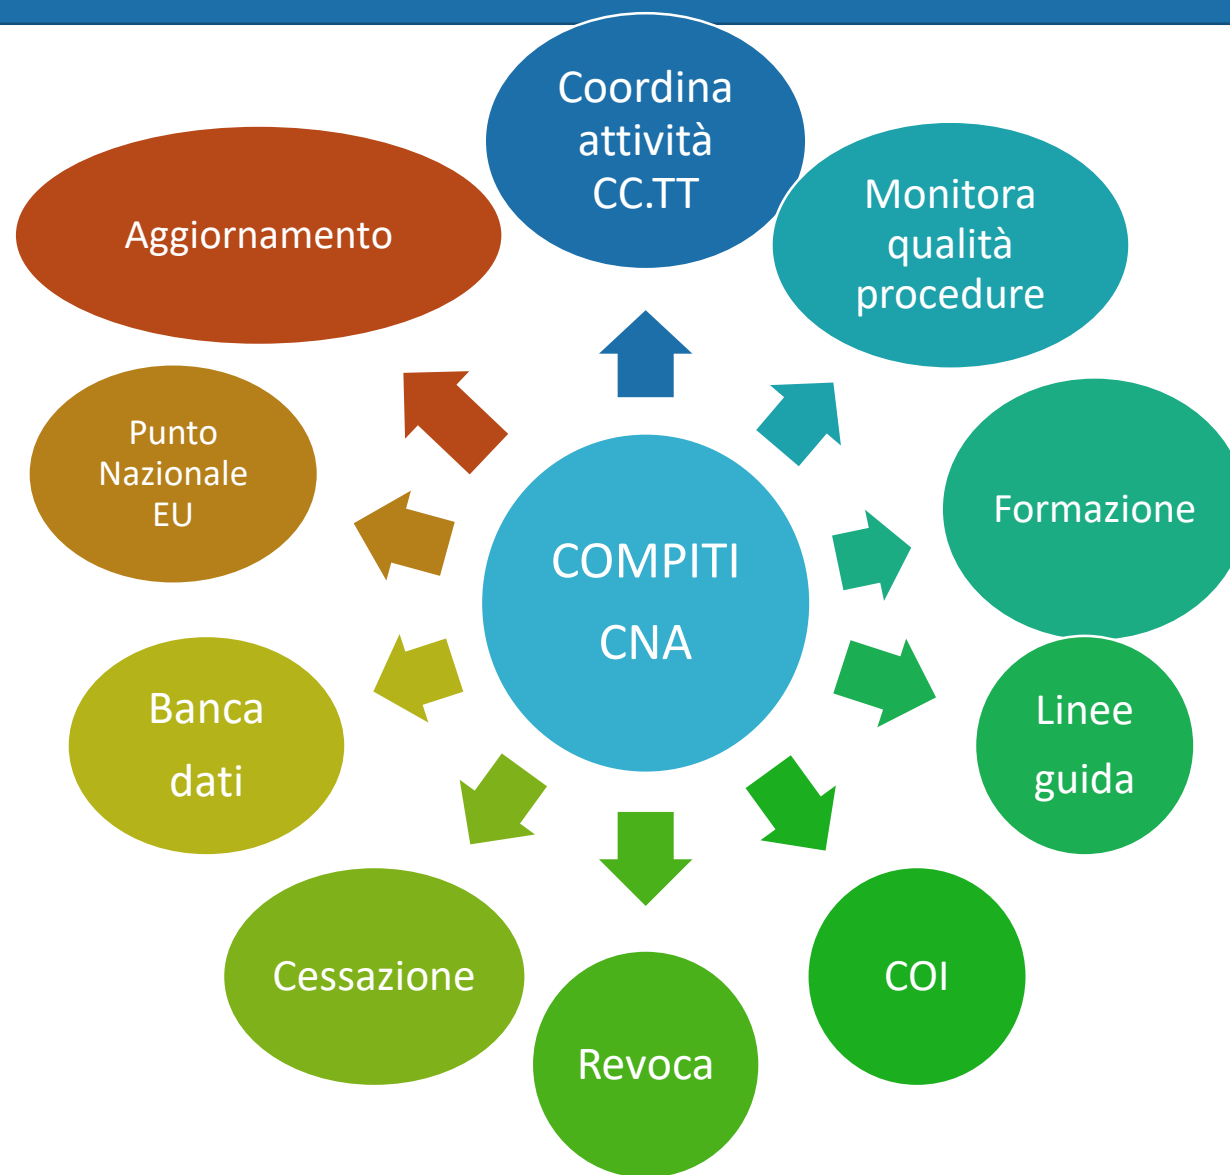 Coordina
attività
CC.TT
Monitora
qualità
procedure
Formazione
Linee
guida
COI
Revoca
Cessazione
Banca
dati
Punto
Nazionale
EU
Aggiornamento
COMPITI
CNA